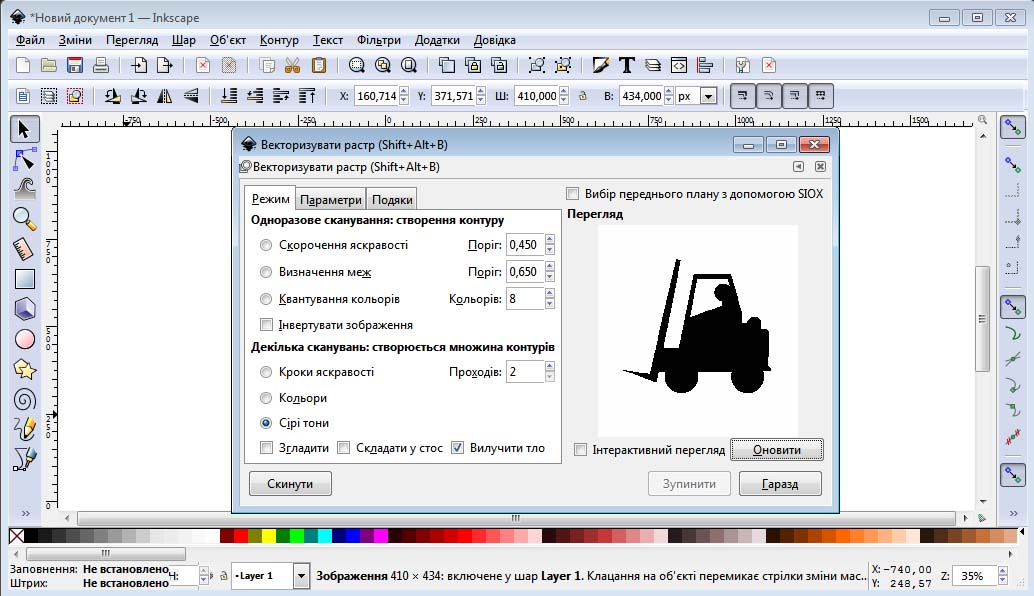 *Новий документ 1 — Inkscape
Файл Зміни Перегляд Шар Об'єкт Контур Текст Фільтри Додатки Довідка
X: 160,714 Y: 371,571 Ш: 410,000 В: 434,000 px
-750 -500 -250 0 250 500 750 1000 1250 1500
Векторизувати растр (Shift+Alt+B)
Векторизувати растр (Shift+Alt+B)
Режим Параметри Подяки
Вибір переднього плану з допомогою SIOX
Перегляд
Одноразове сканування: створення контуру
Скорочення яскравості Поріг: 0,450
Визначення меж Поріг: 0,650
Квантування кольорів Кольорів: 8
Інвертувати зображення
Декілька сканувань: створюється множина контурів
Кроки яскравості Проходів: 2
Кольори
Сірі тони
Згладити Складати у стос Вилучити тло
Інтерактивний перегляд Оновити
Скинути Зупинити Гаразд
Заповнення: Не встановлено
Штрих: Не встановлено Н:
•Layer 1
Зображення 410 × 434: включене у шар Layer 1. Клацання на об'єкті перемикає стрілки зміни мас...
X: -740,00
Y: 248,57
Z: 35%